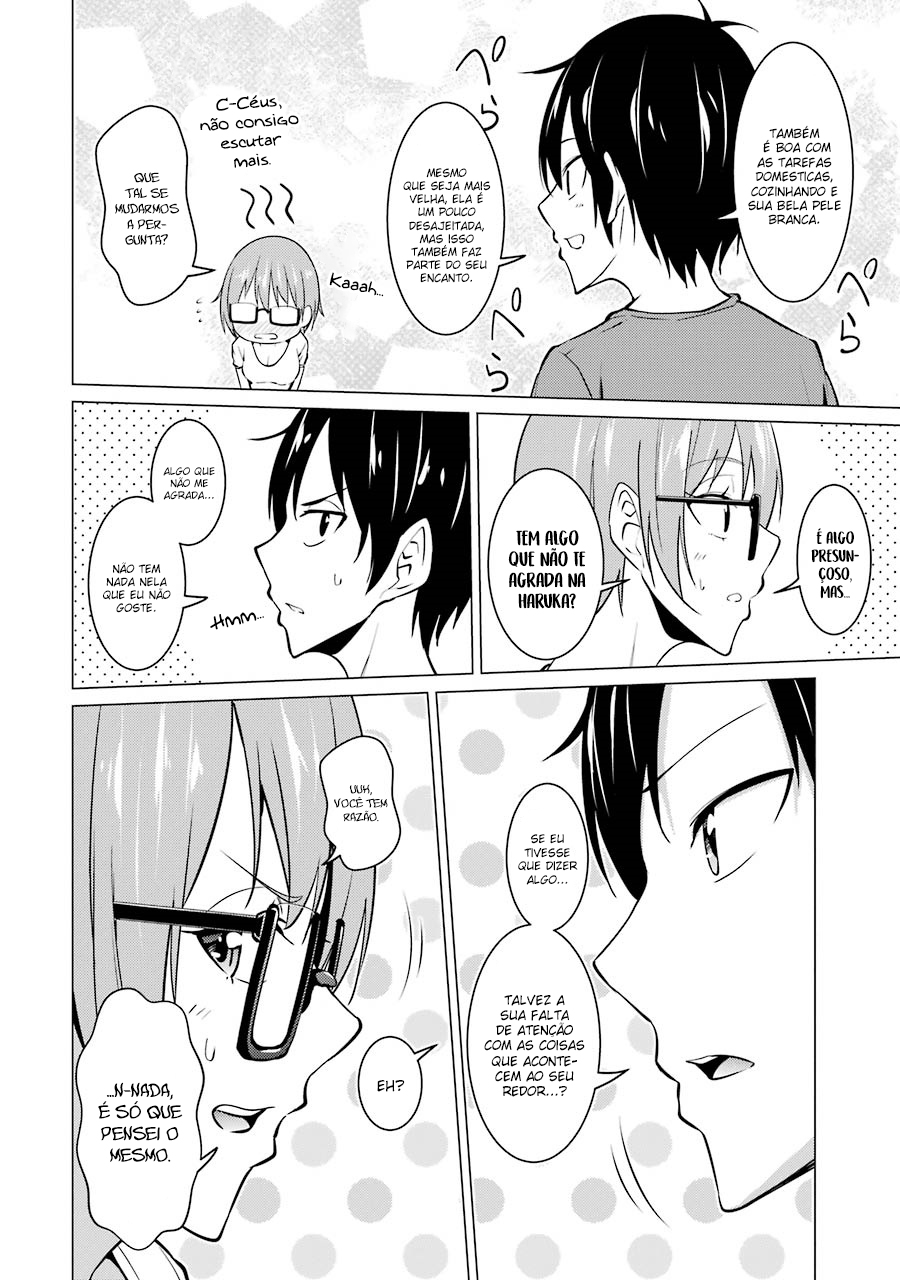 TAMBÉM
É BOA COM
AS TAREFAS
DOMESTICAS,
COZINHANDO E
SUA BELA PELE
BRANCA.
ぺら
ぺら
MESMO
QUE SEJA MAIS
VELHA, ELA É
UM POUCO
DESAJEITADA,
MAS ISSO
TAMBÉM FAZ
PARTE DO SEU
ENCANTO.
C-CÉUS,
NÃO CONSIGO
ESCUTAR
MAIS.
Kaaah...
QUE
TAL SE
MUDARMOS
A PER-
GUNTA?
É ALGO
PRESUN-
ÇOSO,
MAS...
TEM ALGO
QUE NÃO TE
AGRADA NA
HARUKA?
ALGO QUE
NÃO ME
AGRADA...
NÃO TEM
NADA NELA
QUE EU NÃO
GOSTE.
Hmm...
SE EU
TIVESSE
QUE DIZER
ALGO...
TALVEZ A
SUA FALTA
DE ATENÇÃO
COM AS COISAS
QUE ACONTE-
CEM AO SEU
REDOR...?
UUH,
VOCÊ TEM
RAZÃO.
EH?
...N-NADA,
É SÓ QUE
PENSEI O
MESMO.